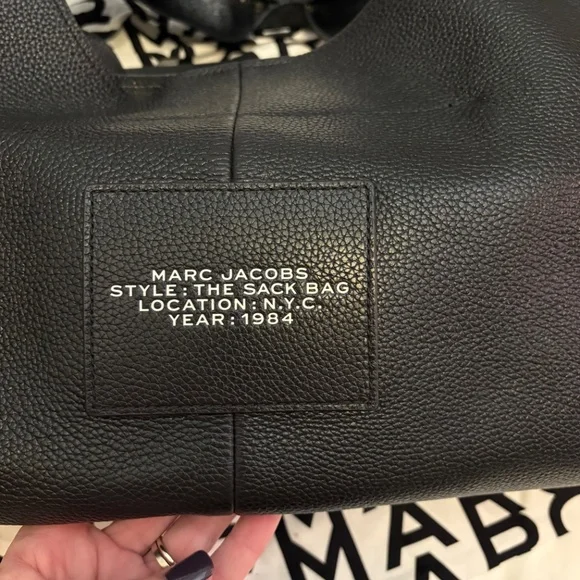 MARC JACOBS
STYLE : THE SACK BAG
LOCATION : N.Y.C.
YEAR : 1984